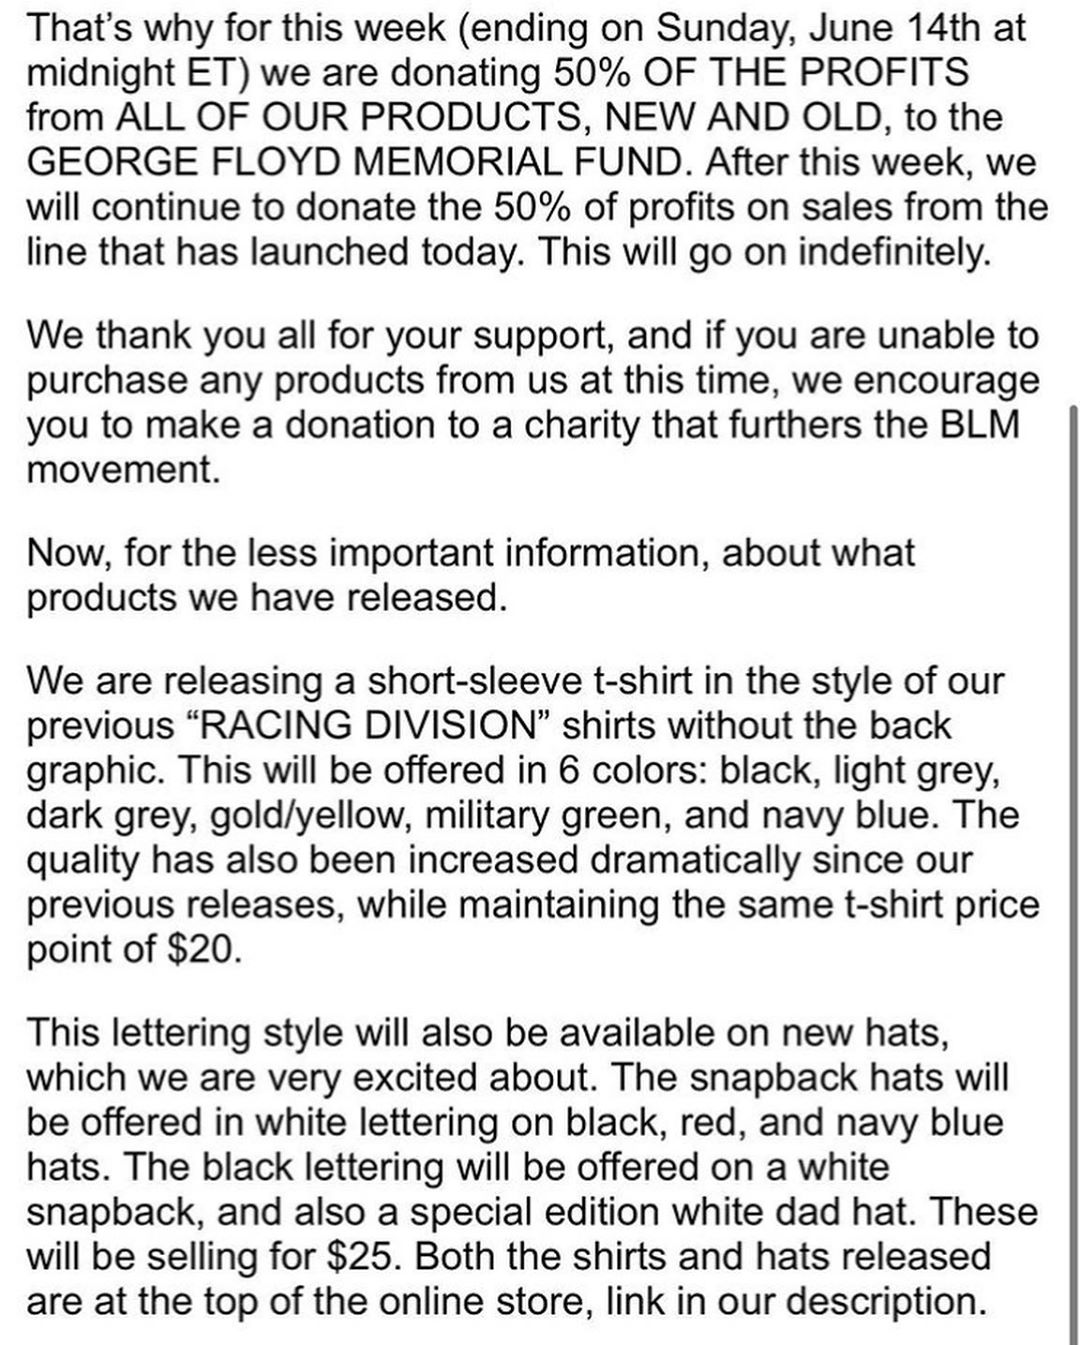 That’s why for this week (ending on Sunday, June 14th at
midnight ET) we are donating 50% OF THE PROFITS
from ALL OF OUR PRODUCTS, NEW AND OLD, to the
GEORGE FLOYD MEMORIAL FUND. After this week, we
will continue to donate the 50% of profits on sales from the
line that has launched today. This will go on indefinitely.
We thank you all for your support, and if you are unable to
purchase any products from us at this time, we encourage
you to make a donation to a charity that furthers the BLM
movement.
Now, for the less important information, about what
products we have released.
We are releasing a short-sleeve t-shirt in the style of our
previous “RACING DIVISION” shirts without the back
graphic. This will be offered in 6 colors: black, light grey,
dark grey, gold/yellow, military green, and navy blue. The
quality has also been increased dramatically since our
previous releases, while maintaining the same t-shirt price
point of $20.
This lettering style will also be available on new hats,
which we are very excited about. The snapback hats will
be offered in white lettering on black, red, and navy blue
hats. The black lettering will be offered on a white
snapback, and also a special edition white dad hat. These
will be selling for $25. Both the shirts and hats released
are at the top of the online store, link in our description.